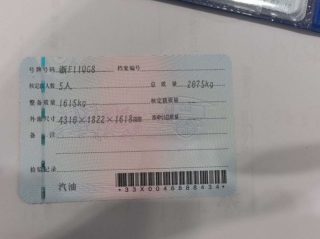 号牌号码 浙F110G8 档案编号
核定载人数 5人 总质量 2075kg
整备质量 1615kg 核定载质量
外廓尺寸 4310×1822×1618mm 准牵引总质量
备注
检验记录
汽油 *33X0048888434*